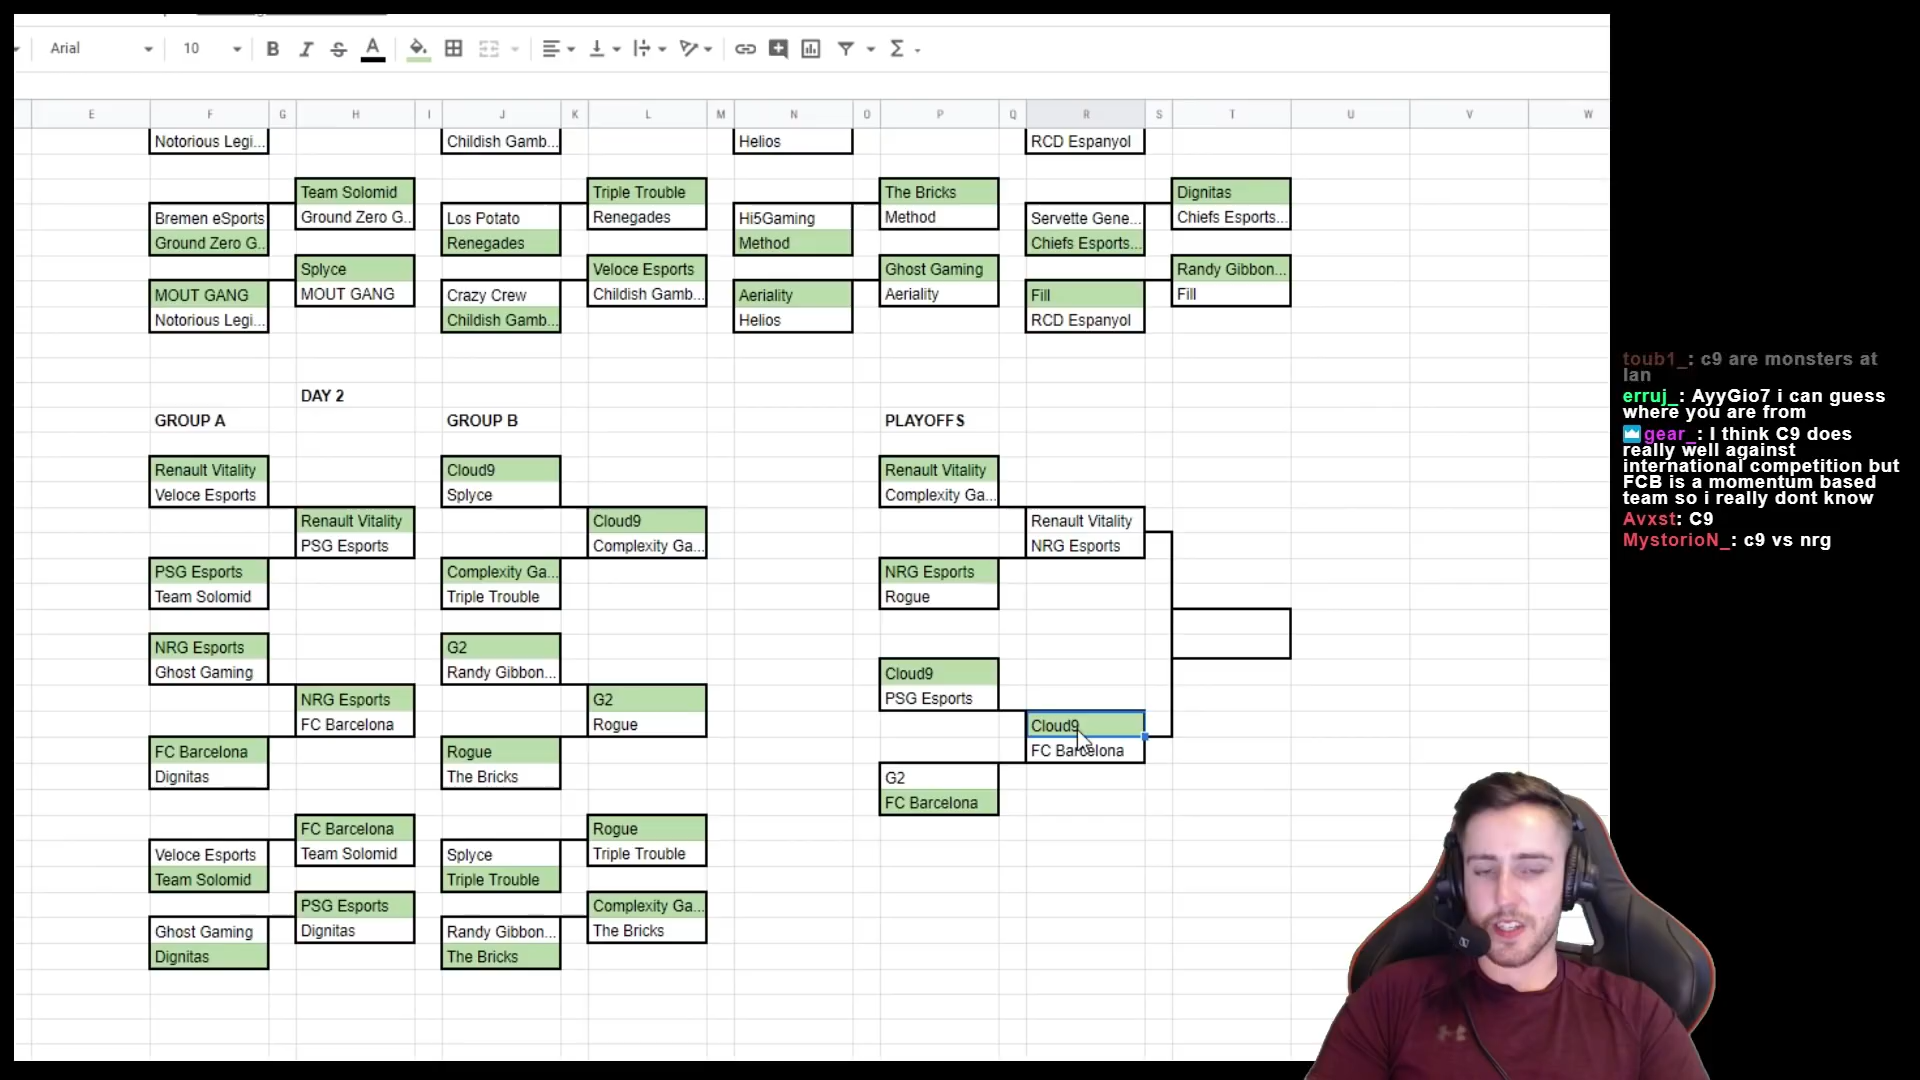 Arial 10 B I S A Σ
E F G H I J K L M N O P Q R S T U V W
Notorious Legi... Childish Gamb... Helios RCD Espanyol
Team Solomid Triple Trouble The Bricks Dignitas
Bremen eSports Ground Zero G.. Los Potato Renegades Hi5Gaming Method Servette Gene... Chiefs Esports...
Ground Zero G.. Renegades Method Chiefs Esports...
Splyce Veloce Esports Ghost Gaming Randy Gibbon...
MOUT GANG MOUT GANG Crazy Crew Childish Gamb... Aeriality Aeriality Fill Fill
Notorious Legi... Childish Gamb... Helios RCD Espanyol
DAY 2
GROUP A GROUP B PLAYOFFS
Renault Vitality Cloud9 Renault Vitality
Veloce Esports Splyce Complexity Ga...
Renault Vitality Cloud9 Renault Vitality
PSG Esports Complexity Ga... NRG Esports
PSG Esports Complexity Ga... NRG Esports
Team Solomid Triple Trouble Rogue
NRG Esports G2
Ghost Gaming Randy Gibbon... Cloud9
NRG Esports G2 PSG Esports
FC Barcelona Rogue Cloud9
FC Barcelona Rogue FC Barcelona
Dignitas The Bricks G2
FC Barcelona
FC Barcelona Rogue
Veloce Esports Team Solomid Splyce Triple Trouble
Team Solomid Triple Trouble
PSG Esports Complexity Ga...
Ghost Gaming Dignitas Randy Gibbon... The Bricks
Dignitas The Bricks
toub1_: c9 are monsters at
lan
erruj_: AyyGio7 i can guess
where you are from
gear_: I think C9 does
really well against
international competition but
FCB is a momentum based
team so i really dont know
Avxst: C9
MystorioN_: c9 vs nrg